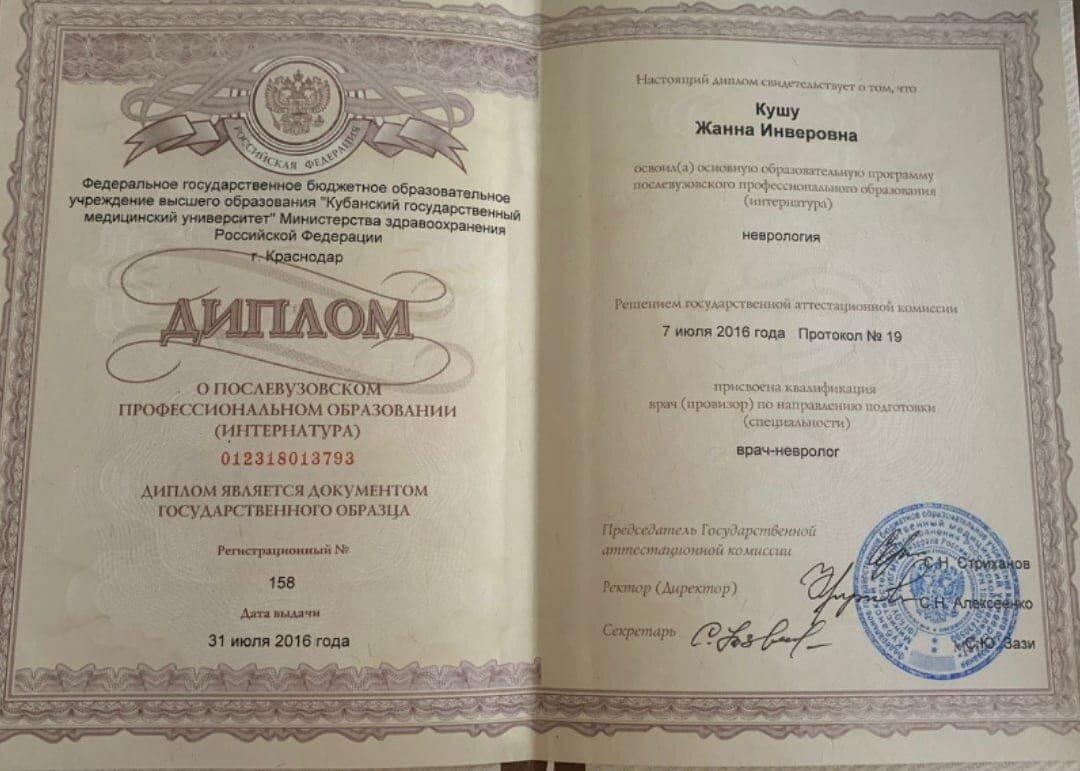 РОССИЙСКАЯ ФЕДЕРАЦИЯ
Федеральное государственное бюджетное образовательное
учреждение высшего образования "Кубанский государственный
медицинский университет" Министерства здравоохранения
Российской Федерации
г. Краснодар
ДИПЛОМ
О ПОСЛЕВУЗОВСКОМ
ПРОФЕССИОНАЛЬНОМ ОБРАЗОВАНИИ
(ИНТЕРНАТУРА)
012318013793
ДИПЛОМ ЯВЛЯЕТСЯ ДОКУМЕНТОМ
ГОСУДАРСТВЕННОГО ОБРАЗЦА
Регистрационный №
158
Дата выдачи
31 июля 2016 года
Настоящий диплом свидетельствует о том, что
Кушу
Жанна Инверовна
освоил(а) основную образовательную программу
послевузовского профессионального образования
(интернатура)
неврология
Решением государственной аттестационной комиссии
7 июля 2016 года Протокол № 19
присвоена квалификация
врач (провизор) по направлению подготовки
(специальности)
врач-невролог
Председатель Государственной
аттестационной комиссии
С.Н. Стриханов
Ректор (Директор)
С.Н. Алексеенко
Секретарь
С.Ю. Зази